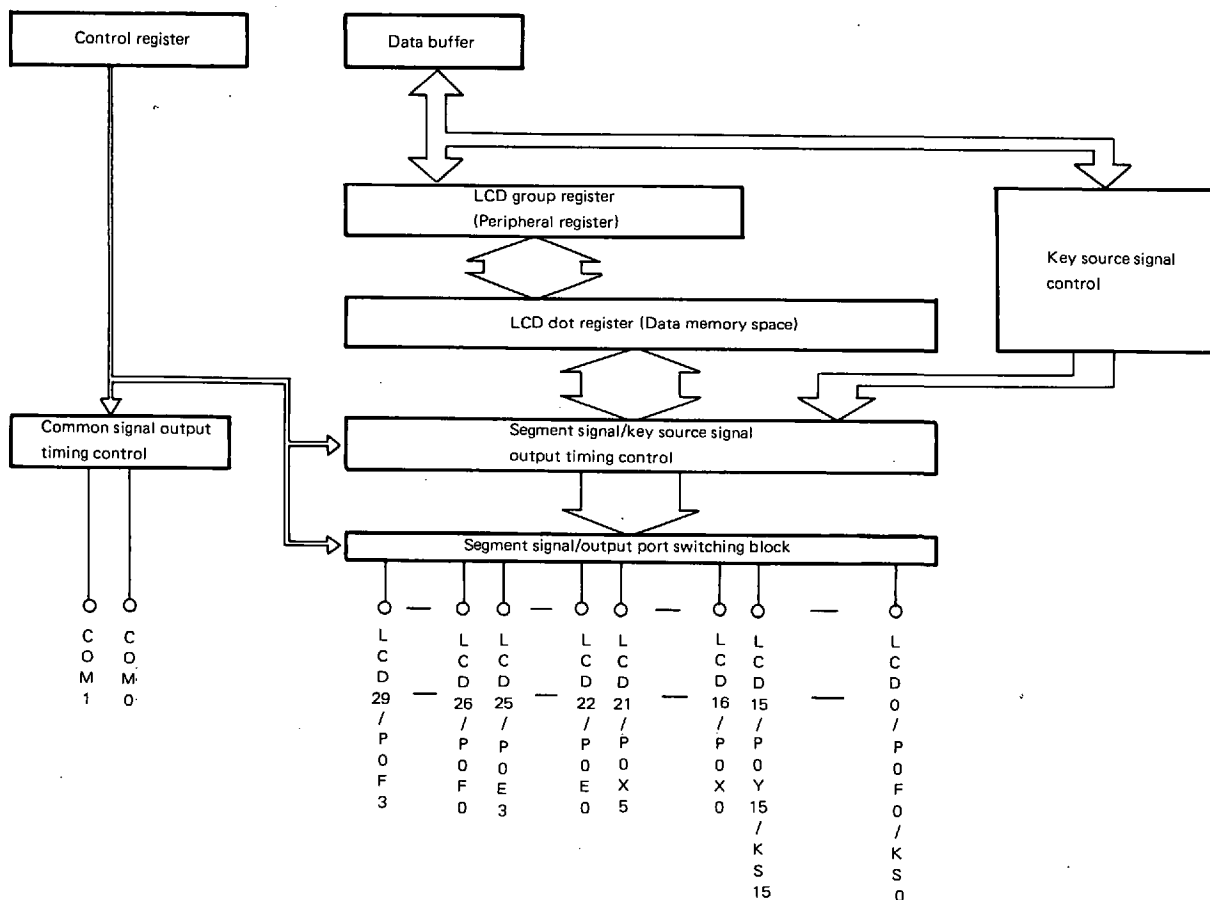 Control register
Data buffer
LCD group register
(Peripheral register)
Key source signal
control
LCD dot register (Data memory space)
Common signal output
timing control
Segment signal/key source signal
output timing control
Segment signal/output port switching block
COM1
COM0
LCD29/P0F3
LCD26/P0F0
LCD25/P0E3
LCD22/P0E0
LCD21/P0X5
LCD16/P0X0
LCD15/P0Y15/KS15
LCD0/P0F0/KS0